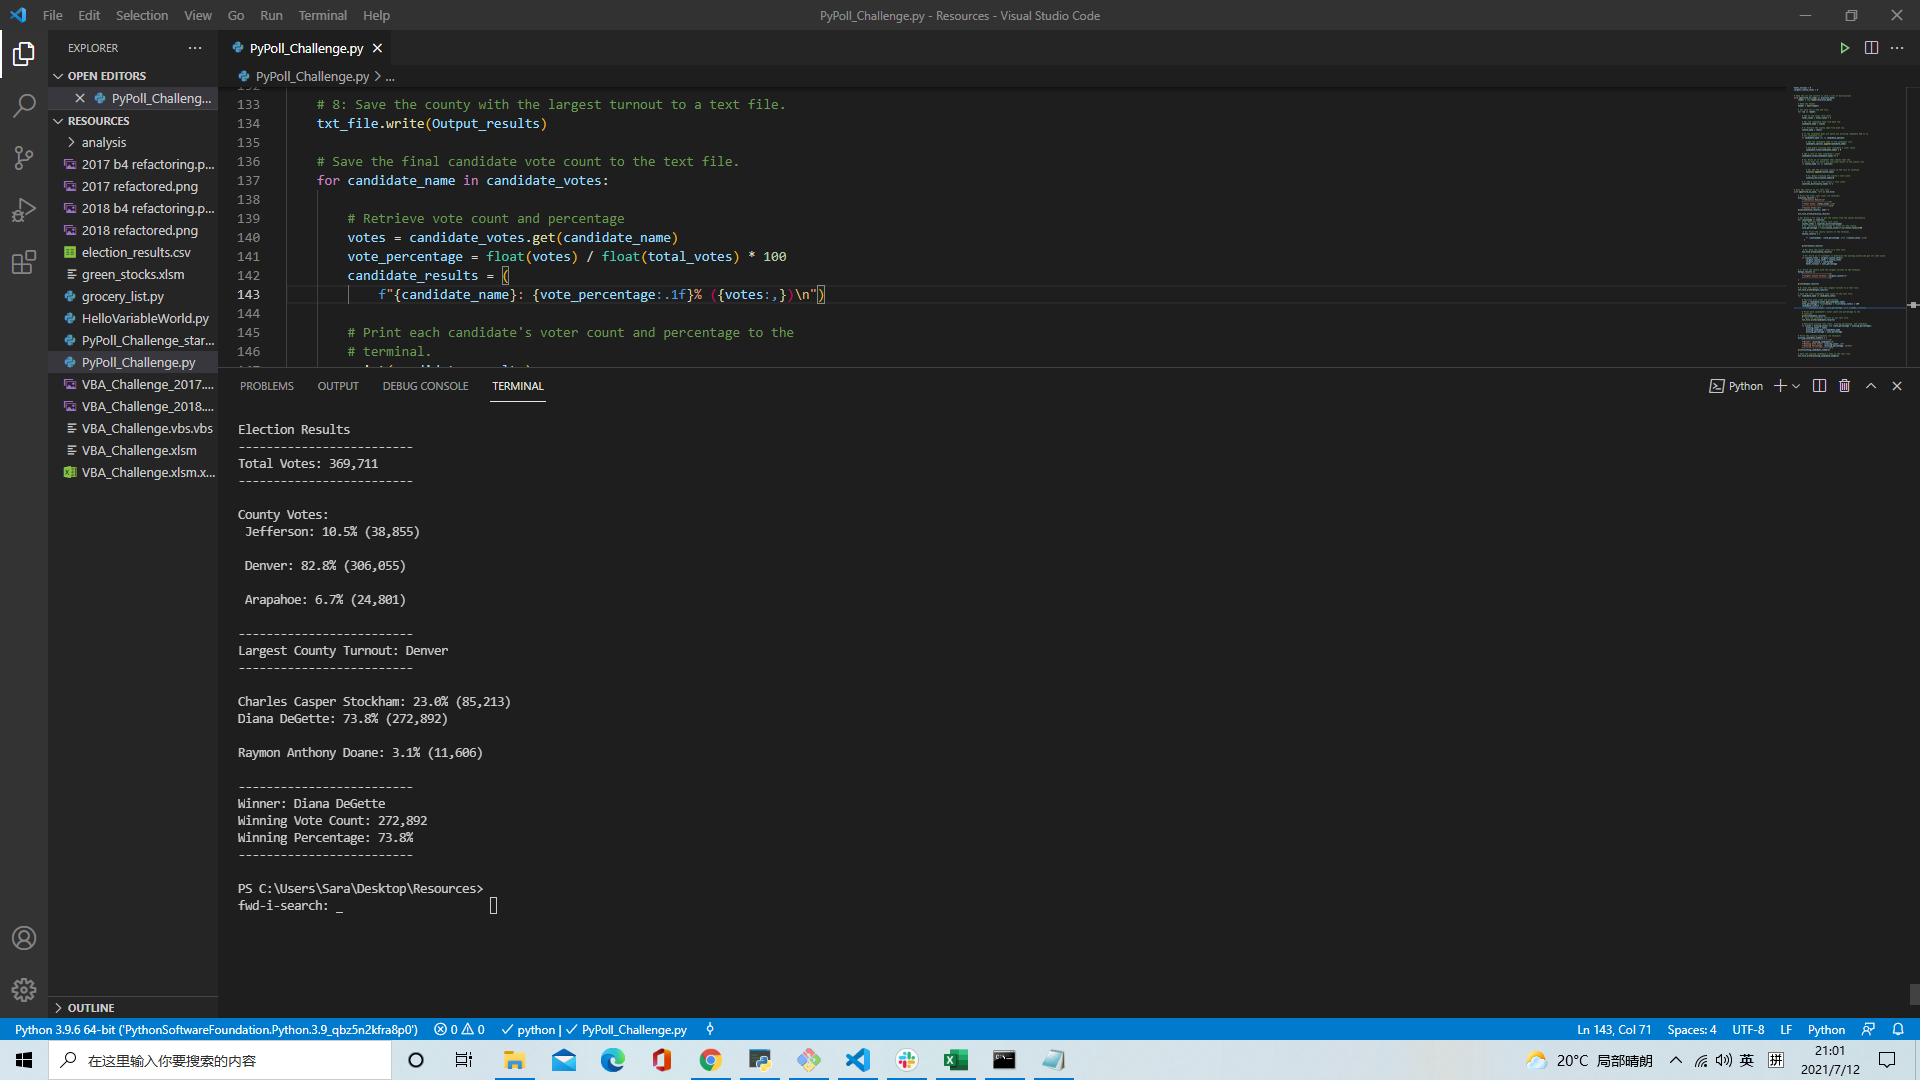 File Edit Selection View Go Run Terminal Help
PyPoll_Challenge.py - Resources - Visual Studio Code
EXPLORER
OPEN EDITORS
PyPoll_Challeng...
RESOURCES
analysis
2017 b4 refactoring.p...
2017 refactored.png
2018 b4 refactoring.p...
2018 refactored.png
election_results.csv
green_stocks.xlsm
grocery_list.py
HelloVariableWorld.py
PyPoll_Challenge_star...
PyPoll_Challenge.py
VBA_Challenge_2017....
VBA_Challenge_2018....
VBA_Challenge.vbs.vbs
VBA_Challenge.xlsm
VBA_Challenge.xlsm.x...
OUTLINE
PyPoll_Challenge.py
PyPoll_Challenge.py > ...
133 # 8: Save the county with the largest turnout to a text file.
134 txt_file.write(Output_results)
135
136 # Save the final candidate vote count to the text file.
137 for candidate_name in candidate_votes:
138
139 # Retrieve vote count and percentage
140 votes = candidate_votes.get(candidate_name)
141 vote_percentage = float(votes) / float(total_votes) * 100
142 candidate_results = (
143 f"{candidate_name}: {vote_percentage:.1f}% ({votes:,})\n")
144
145 # Print each candidate's voter count and percentage to the
146 # terminal.
PROBLEMS OUTPUT DEBUG CONSOLE TERMINAL
Python
Election Results
-------------------------
Total Votes: 369,711
-------------------------
County Votes:
Jefferson: 10.5% (38,855)
Denver: 82.8% (306,055)
Arapahoe: 6.7% (24,801)
-------------------------
Largest County Turnout: Denver
-------------------------
Charles Casper Stockham: 23.0% (85,213)
Diana DeGette: 73.8% (272,892)
Raymon Anthony Doane: 3.1% (11,606)
-------------------------
Winner: Diana DeGette
Winning Vote Count: 272,892
Winning Percentage: 73.8%
-------------------------
PS C:\Users\Sara\Desktop\Resources>
fwd-i-search: _
Python 3.9.6 64-bit ('PythonSoftwareFoundation.Python.3.9_qbz5n2kfra8p0') 0 0 python | PyPoll_Challenge.py
Ln 143, Col 71 Spaces: 4 UTF-8 LF Python
在这里输入你要搜索的内容
20°C 局部晴朗 英 拼
21:01
2021/7/12